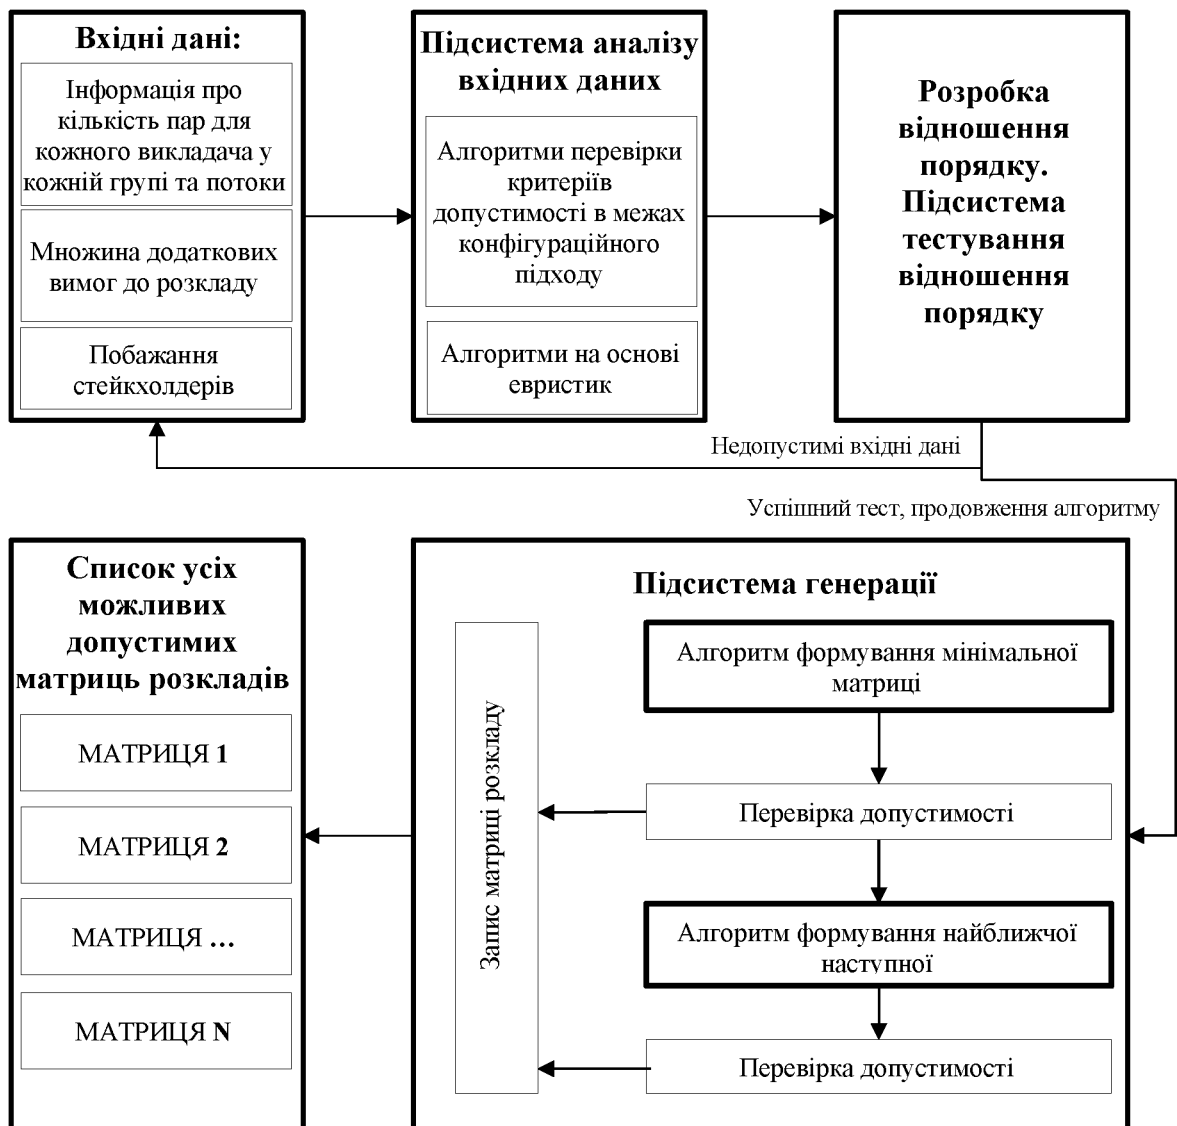 Вхідні дані:
Інформація про
кількість пар для
кожного викладача у
кожній групі та потоки
Множина додаткових
вимог до розкладу
Побажання
стейкхолдерів
Підсистема аналізу
вхідних даних
Алгоритми перевірки
критеріїв
допустимості в межах
конфігураційного
підходу
Алгоритми на основі
евристик
Розробка
відношення
порядку.
Підсистема
тестування
відношення
порядку
Недопустимі вхідні дані
Успішний тест, продовження алгоритму
Список усіх
можливих
допустимих
матриць розкладів
МАТРИЦЯ 1
МАТРИЦЯ 2
МАТРИЦЯ ...
МАТРИЦЯ N
Підсистема генерації
Запис матриці розкладу
Алгоритм формування мінімальної
матриці
Перевірка допустимості
Алгоритм формування найближчої
наступної
Перевірка допустимості